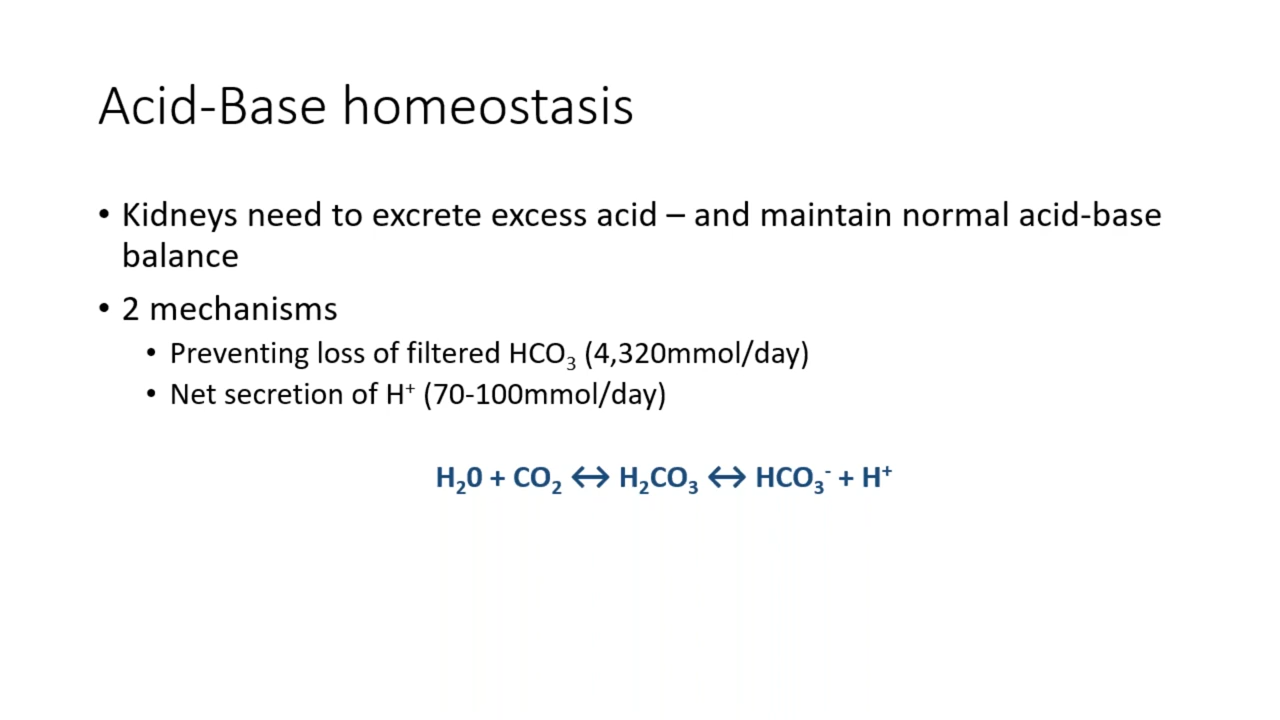 Acid-Base homeostasis
• Kidneys need to excrete excess acid – and maintain normal acid-base
balance
• 2 mechanisms
• Preventing loss of filtered HCO₃ (4,320mmol/day)
• Net secretion of H⁺ (70-100mmol/day)
H₂0 + CO₂ ↔ H₂CO₃ ↔ HCO₃⁻ + H⁺